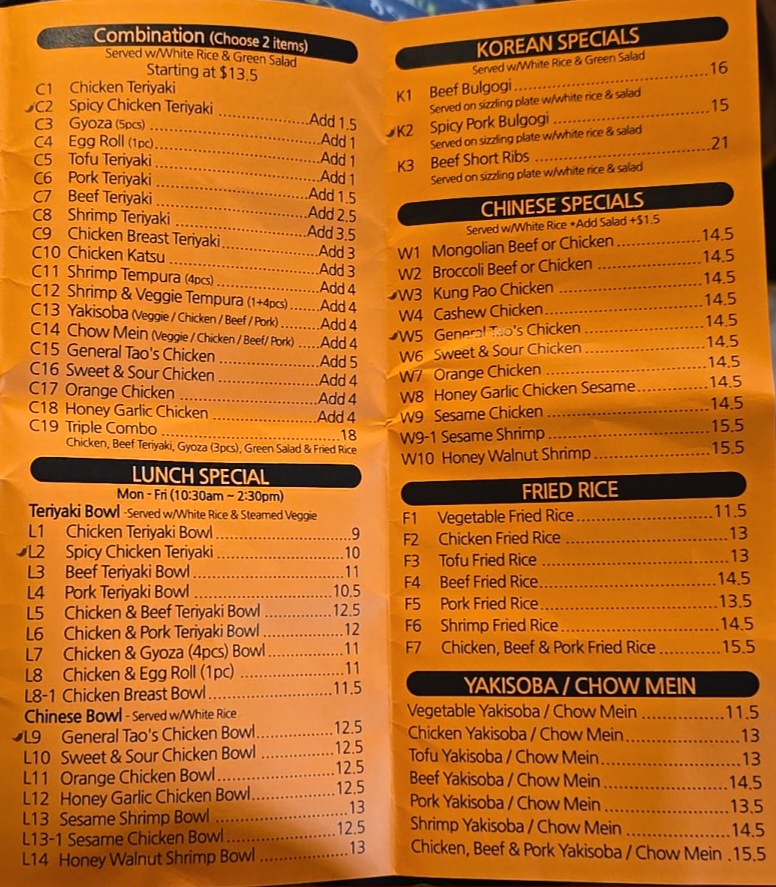 Combination (Choose 2 items)
Served w/White Rice & Green Salad
Starting at $13.5
C1 Chicken Teriyaki
C2 Spicy Chicken Teriyaki ........ Add 1.5
C3 Gyoza (5pcs) ........ Add 1
C4 Egg Roll (1pc) ........ Add 1
C5 Tofu Teriyaki ........ Add 1
C6 Pork Teriyaki ........ Add 1.5
C7 Beef Teriyaki ........ Add 2.5
C8 Shrimp Teriyaki ........ Add 3.5
C9 Chicken Breast Teriyaki ........ Add 3
C10 Chicken Katsu ........ Add 3
C11 Shrimp Tempura (4pcs) ........ Add 4
C12 Shrimp & Veggie Tempura (1+4pcs) ........ Add 4
C13 Yakisoba (Veggie / Chicken / Beef / Pork) ........ Add 4
C14 Chow Mein (Veggie / Chicken / Beef/ Pork) ........ Add 4
C15 General Tao's Chicken ........ Add 5
C16 Sweet & Sour Chicken ........ Add 4
C17 Orange Chicken ........ Add 4
C18 Honey Garlic Chicken ........ Add 4
C19 Triple Combo ........ 18
Chicken, Beef Teriyaki, Gyoza (3pcs), Green Salad & Fried Rice
LUNCH SPECIAL
Mon - Fri (10:30am ~ 2:30pm)
Teriyaki Bowl -Served w/White Rice & Steamed Veggie
L1 Chicken Teriyaki Bowl ........ 9
L2 Spicy Chicken Teriyaki ........ 10
L3 Beef Teriyaki Bowl ........ 11
L4 Pork Teriyaki Bowl ........ 10.5
L5 Chicken & Beef Teriyaki Bowl ........ 12.5
L6 Chicken & Pork Teriyaki Bowl ........ 12
L7 Chicken & Gyoza (4pcs) Bowl ........ 11
L8 Chicken & Egg Roll (1pc) ........ 11
L8-1 Chicken Breast Bowl ........ 11.5
Chinese Bowl - Served w/White Rice
L9 General Tao's Chicken Bowl ........ 12.5
L10 Sweet & Sour Chicken Bowl ........ 12.5
L11 Orange Chicken Bowl ........ 12.5
L12 Honey Garlic Chicken Bowl ........ 12.5
L13 Sesame Shrimp Bowl ........ 13
L13-1 Sesame Chicken Bowl ........ 12.5
L14 Honey Walnut Shrimp Bowl ........ 13
KOREAN SPECIALS
Served w/White Rice & Green Salad
K1 Beef Bulgogi ........ 16
Served on sizzling plate w/white rice & salad
K2 Spicy Pork Bulgogi ........ 15
Served on sizzling plate w/white rice & salad
K3 Beef Short Ribs ........ 21
Served on sizzling plate w/white rice & salad
CHINESE SPECIALS
Served w/White Rice *Add Salad +$1.5
W1 Mongolian Beef or Chicken ........ 14.5
W2 Broccoli Beef or Chicken ........ 14.5
W3 Kung Pao Chicken ........ 14.5
W4 Cashew Chicken ........ 14.5
W5 General Tao's Chicken ........ 14.5
W6 Sweet & Sour Chicken ........ 14.5
W7 Orange Chicken ........ 14.5
W8 Honey Garlic Chicken Sesame ........ 14.5
W9 Sesame Chicken ........ 14.5
W9-1 Sesame Shrimp ........ 15.5
W10 Honey Walnut Shrimp ........ 15.5
FRIED RICE
F1 Vegetable Fried Rice ........ 11.5
F2 Chicken Fried Rice ........ 13
F3 Tofu Fried Rice ........ 13
F4 Beef Fried Rice ........ 14.5
F5 Pork Fried Rice ........ 13.5
F6 Shrimp Fried Rice ........ 14.5
F7 Chicken, Beef & Pork Fried Rice ........ 15.5
YAKISOBA / CHOW MEIN
Vegetable Yakisoba / Chow Mein ........ 11.5
Chicken Yakisoba / Chow Mein ........ 13
Tofu Yakisoba / Chow Mein ........ 13
Beef Yakisoba / Chow Mein ........ 14.5
Pork Yakisoba / Chow Mein ........ 13.5
Shrimp Yakisoba / Chow Mein ........ 14.5
Chicken, Beef & Pork Yakisoba / Chow Mein . 15.5